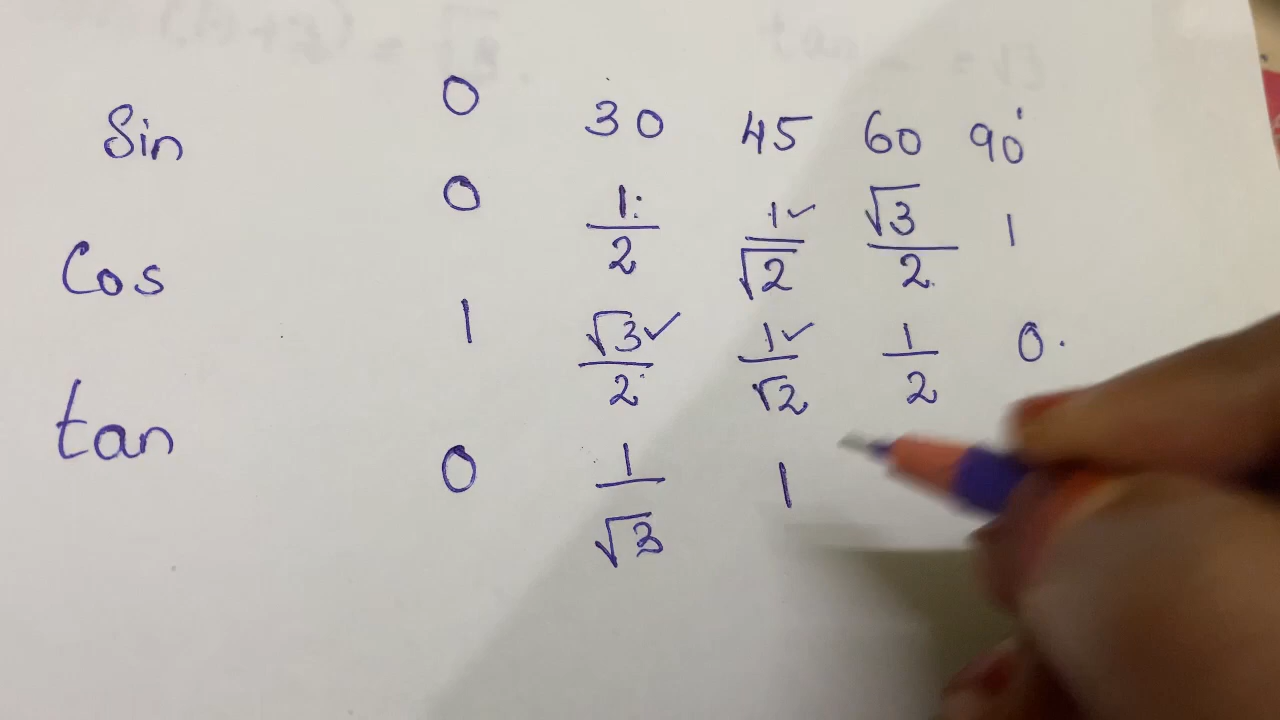 Sin 0 30 45 60 90°
0 1/2 1/√2 √3/2 1
Cos 1 √3/2 1/√2 1/2 0
tan 0 1/√3 1